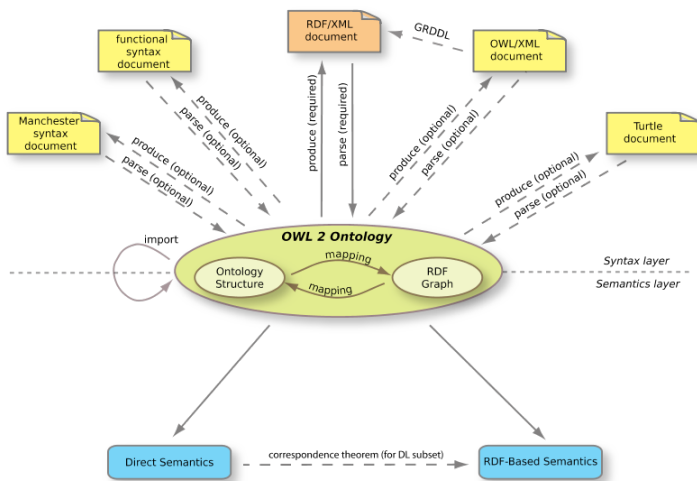 functional
syntax
document
RDF/XML
document
GRDDL
OWL/XML
document
Manchester
syntax
document
Turtle
document
produce (optional)
parse (optional)
produce (optional)
parse (optional)
produce (required)
parse (required)
produce (optional)
parse (optional)
produce (optional)
parse (optional)
import
OWL 2 Ontology
mapping
Ontology
Structure
RDF
Graph
mapping
Syntax layer
Semantics layer
Direct Semantics
correspondence theorem (for DL subset)
RDF-Based Semantics